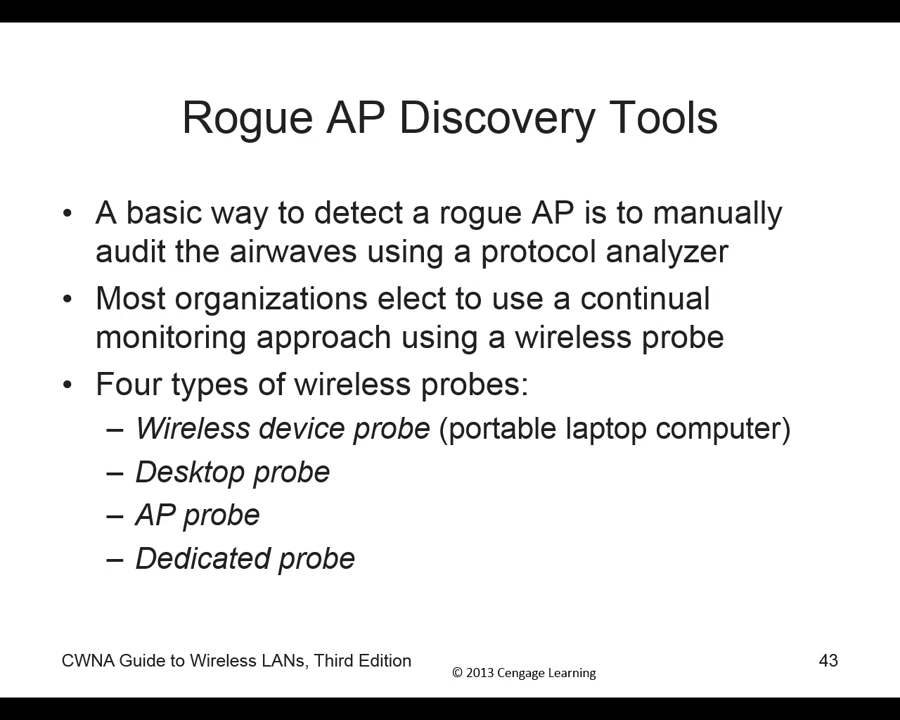 Rogue AP Discovery Tools
• A basic way to detect a rogue AP is to manually
audit the airwaves using a protocol analyzer
• Most organizations elect to use a continual
monitoring approach using a wireless probe
• Four types of wireless probes:
– Wireless device probe (portable laptop computer)
– Desktop probe
– AP probe
– Dedicated probe
CWNA Guide to Wireless LANs, Third Edition
© 2013 Cengage Learning
43